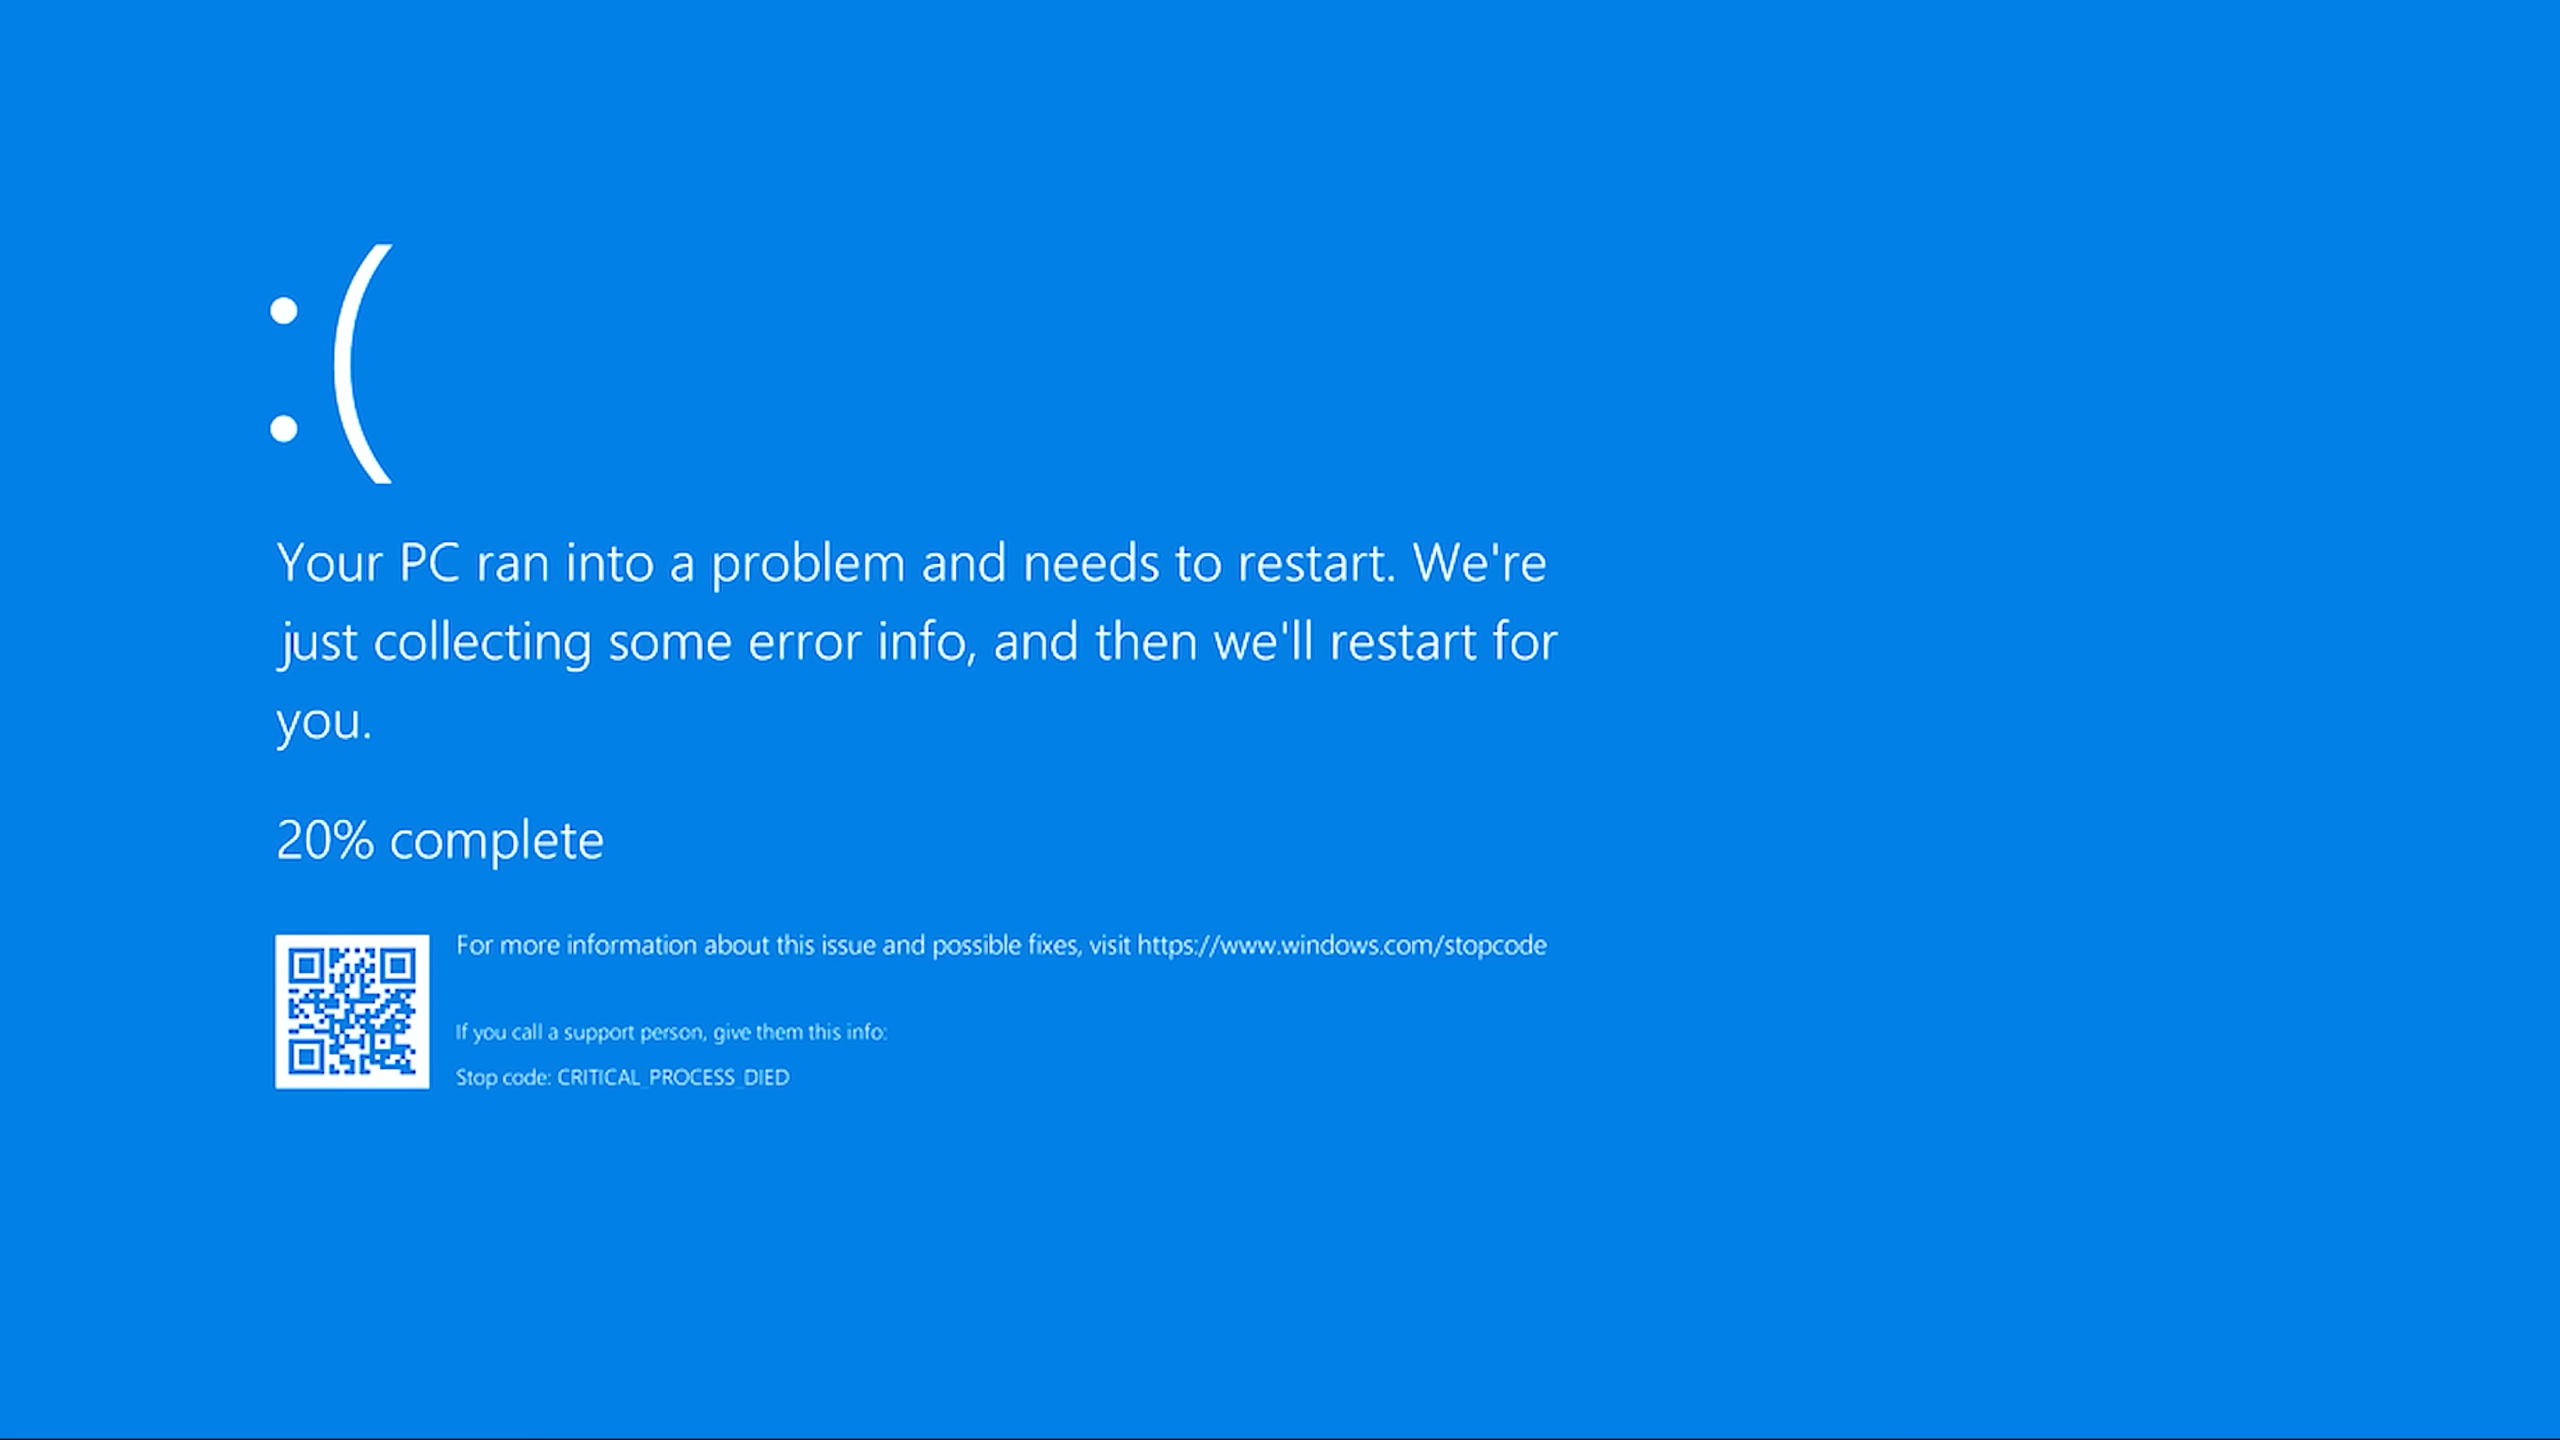 :(
Your PC ran into a problem and needs to restart. We're
just collecting some error info, and then we'll restart for
you.
20% complete
For more information about this issue and possible fixes, visit https://www.windows.com/stopcode
If you call a support person, give them this info:
Stop code: CRITICAL_PROCESS_DIED